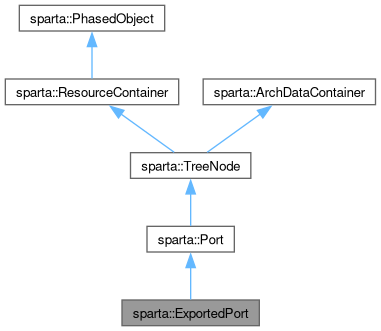 sparta::PhasedObject
sparta::ResourceContainer
sparta::ArchDataContainer
sparta::TreeNode
sparta::Port
sparta::ExportedPort